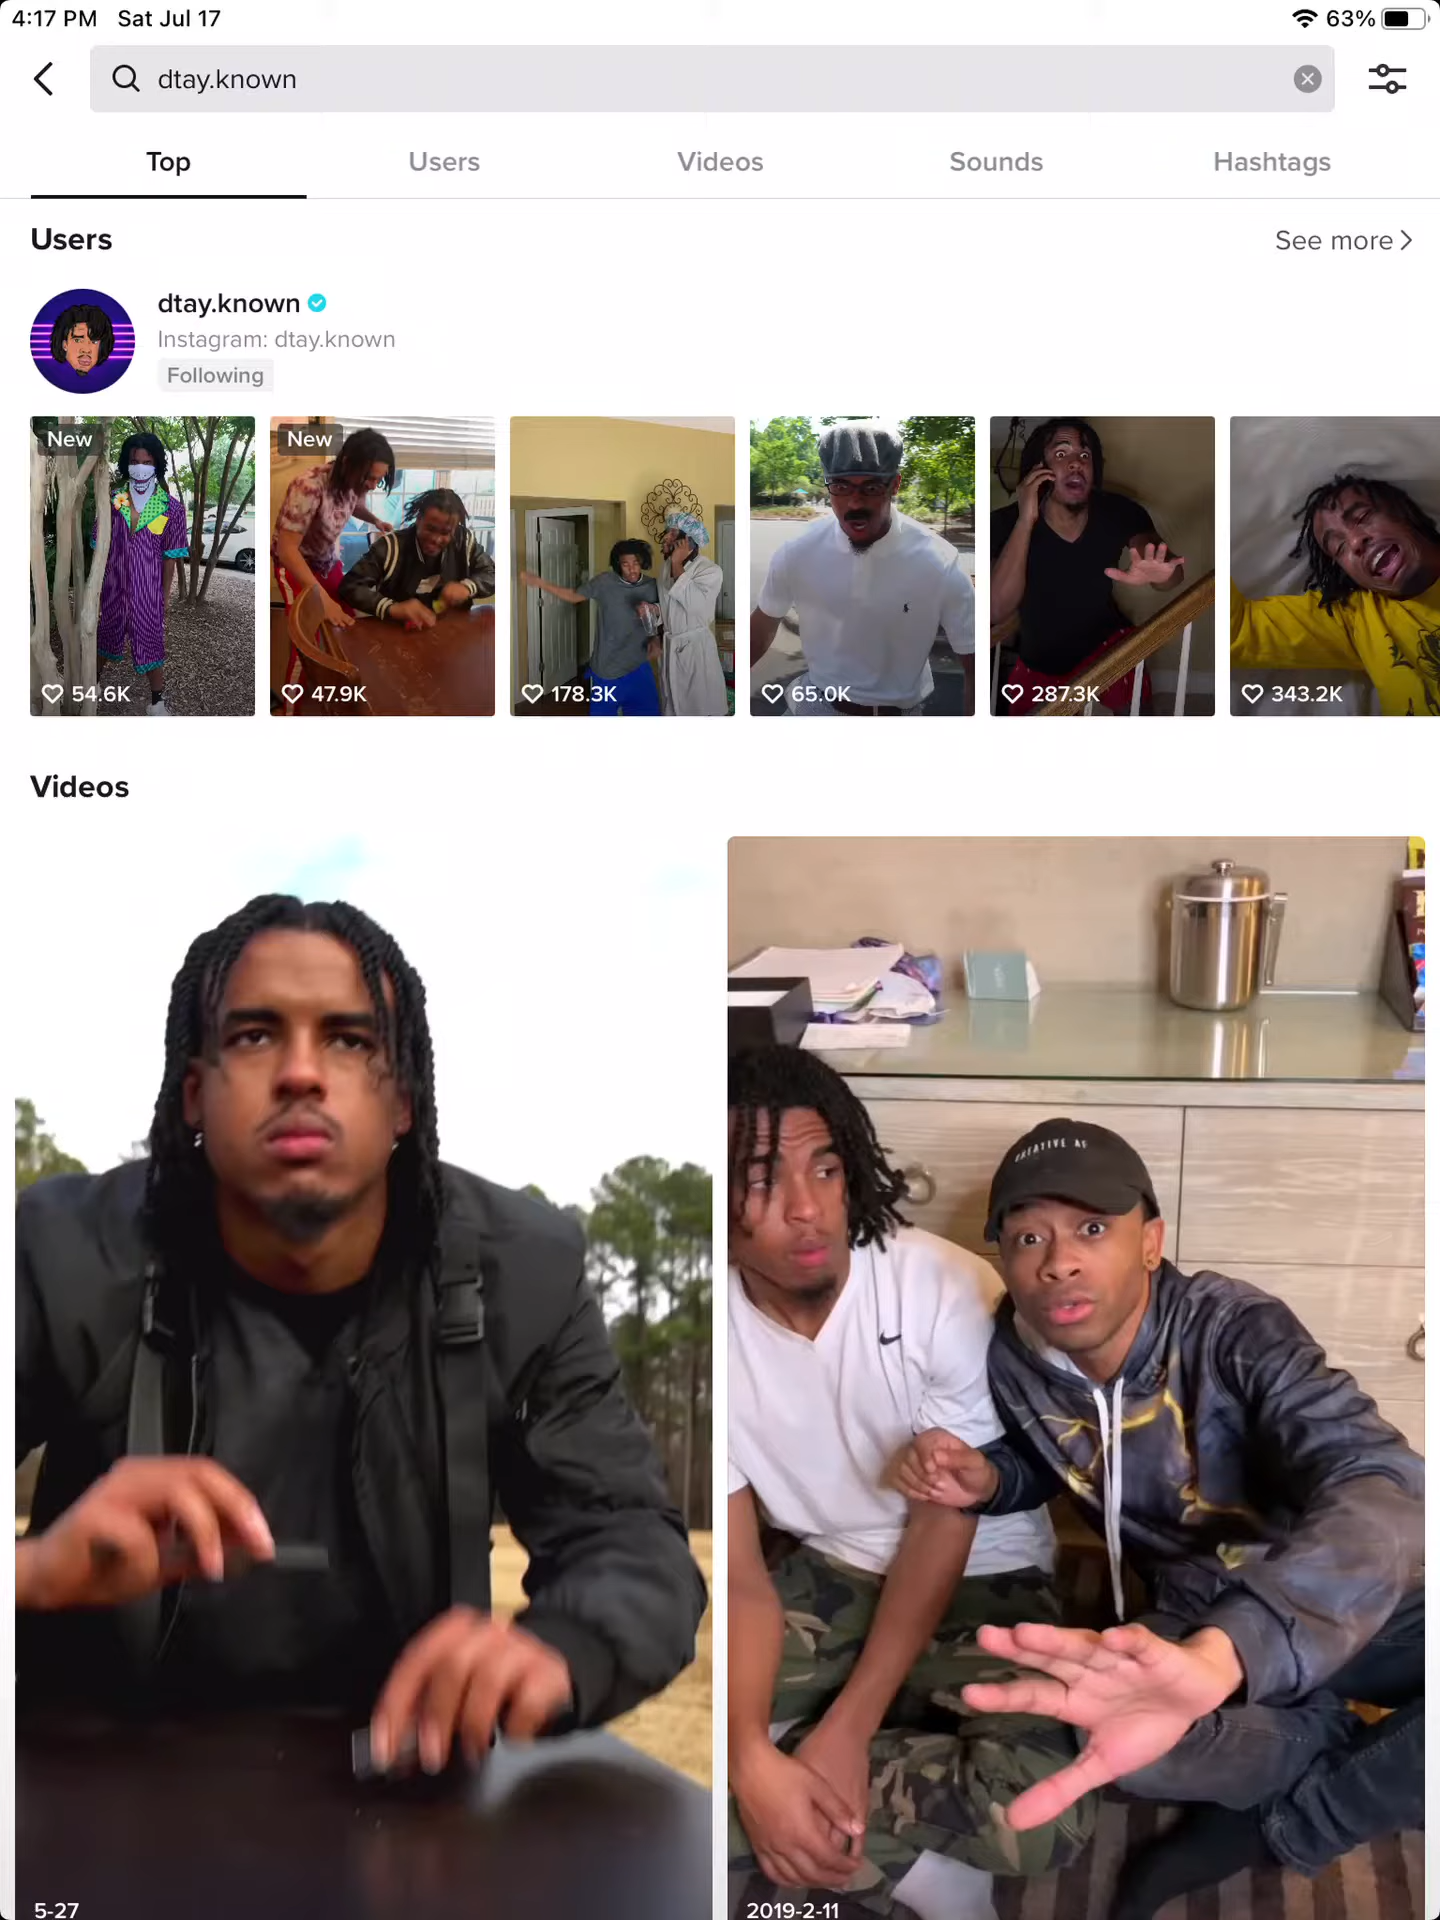 4:17 PM Sat Jul 17
63%
dtay.known
Top Users Videos Sounds Hashtags
Users
See more
dtay.known
Instagram: dtay.known
Following
New
New
54.6K
47.9K
178.3K
65.0K
287.3K
343.2K
Videos
CREATIVE AF
5-27
2019-2-11